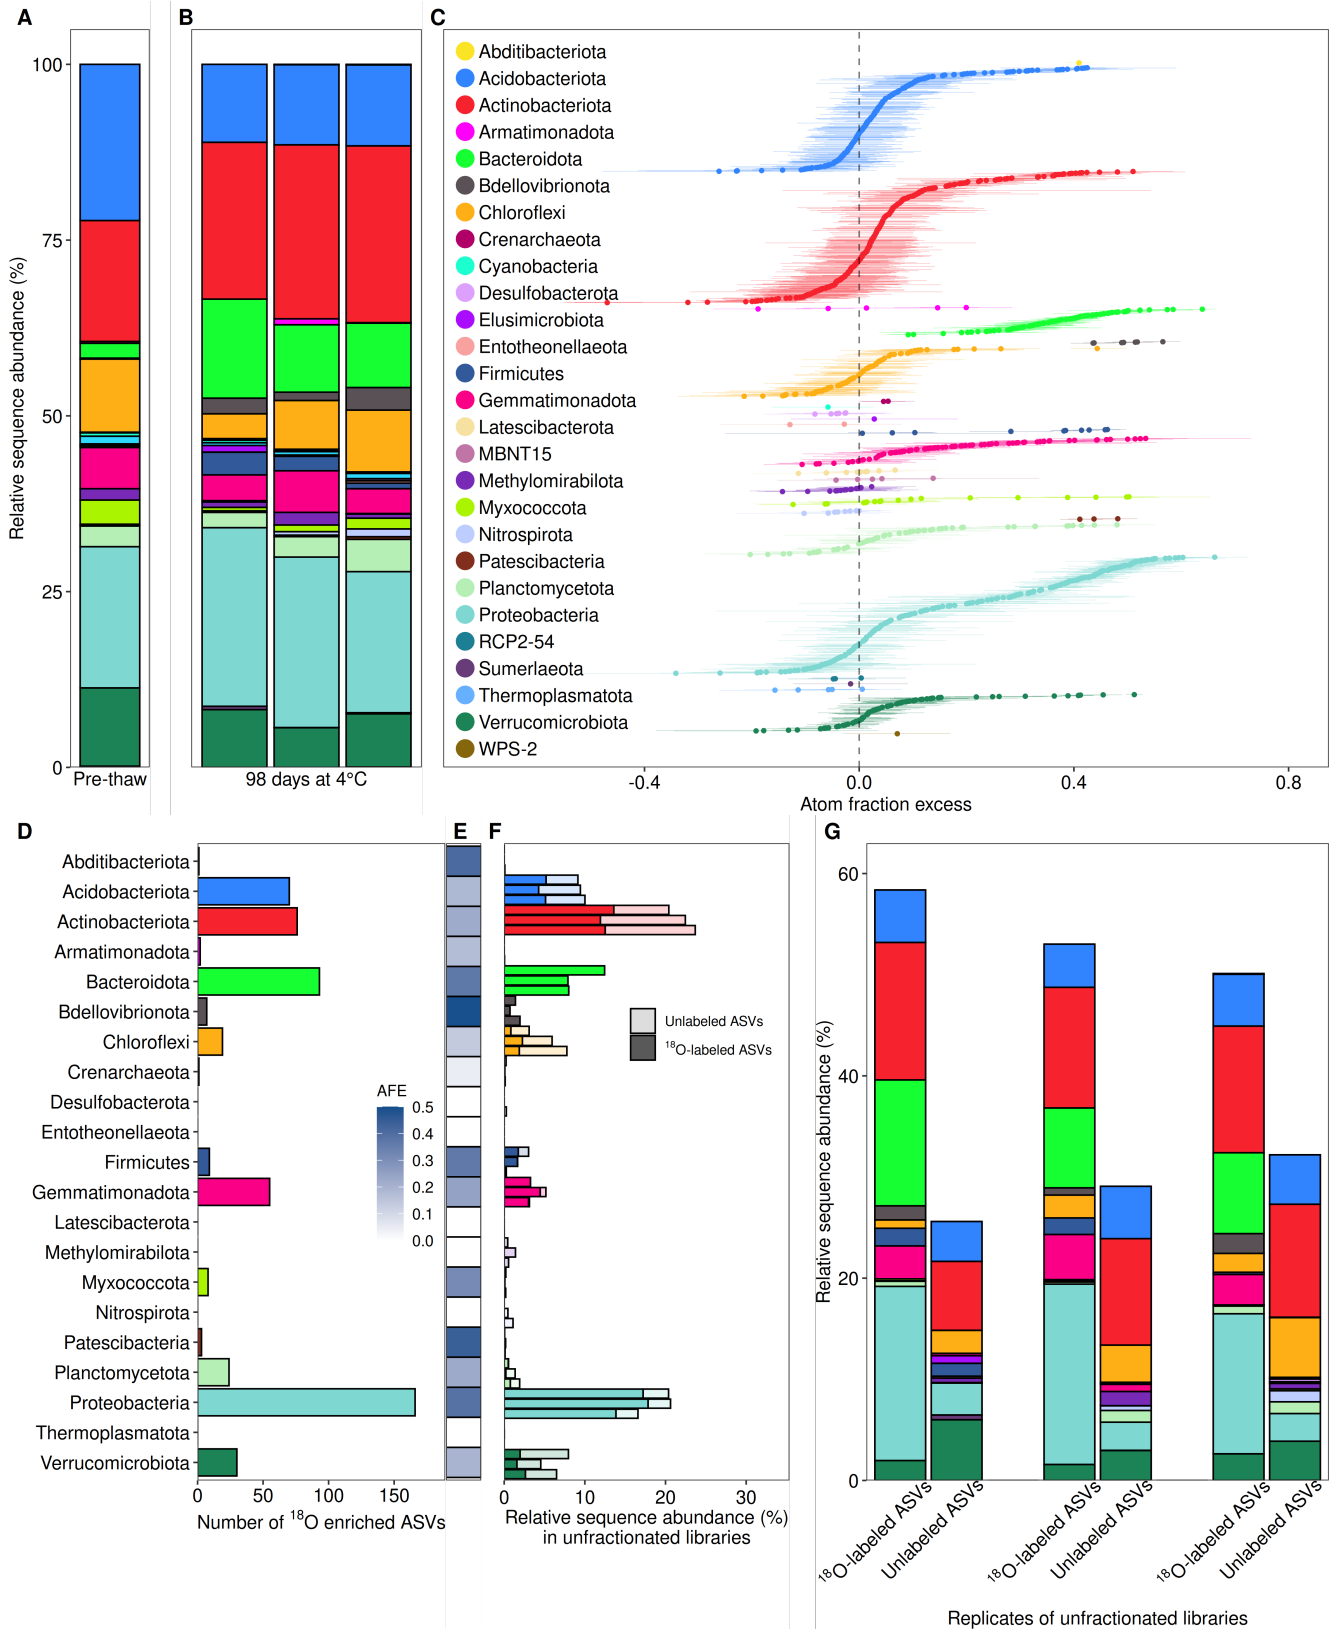 A
B
C
Relative sequence abundance (%)
100
75
50
25
0
Pre-thaw
98 days at 4°C
Abditibacteriota
Acidobacteriota
Actinobacteriota
Armatimonadota
Bacteroidota
Bdellovibrionota
Chloroflexi
Crenarchaeota
Cyanobacteria
Desulfobacterota
Elusimicrobiota
Entotheonellaeota
Firmicutes
Gemmatimonadota
Latescibacterota
MBNT15
Methylomirabilota
Myxococcota
Nitrospirota
Patescibacteria
Planctomycetota
Proteobacteria
RCP2-54
Sumerlaeota
Thermoplasmatota
Verrucomicrobiota
WPS-2
-0.4 0.0 0.4 0.8
Atom fraction excess
D
E
F
G
Abditibacteriota
Acidobacteriota
Actinobacteriota
Armatimonadota
Bacteroidota
Bdellovibrionota
Chloroflexi
Crenarchaeota
Desulfobacterota
Entotheonellaeota
Firmicutes
Gemmatimonadota
Latescibacterota
Methylomirabilota
Myxococcota
Nitrospirota
Patescibacteria
Planctomycetota
Proteobacteria
Thermoplasmatota
Verrucomicrobiota
0 50 100 150
Number of ¹⁸O enriched ASVs
AFE
0.5
0.4
0.3
0.2
0.1
0.0
Unlabeled ASVs
¹⁸O-labeled ASVs
0 10 20 30
Relative sequence abundance (%)
in unfractionated libraries
Relative sequence abundance (%)
60
40
20
0
¹⁸O-labeled ASVs
Unlabeled ASVs
¹⁸O-labeled ASVs
Unlabeled ASVs
¹⁸O-labeled ASVs
Unlabeled ASVs
Replicates of unfractionated libraries